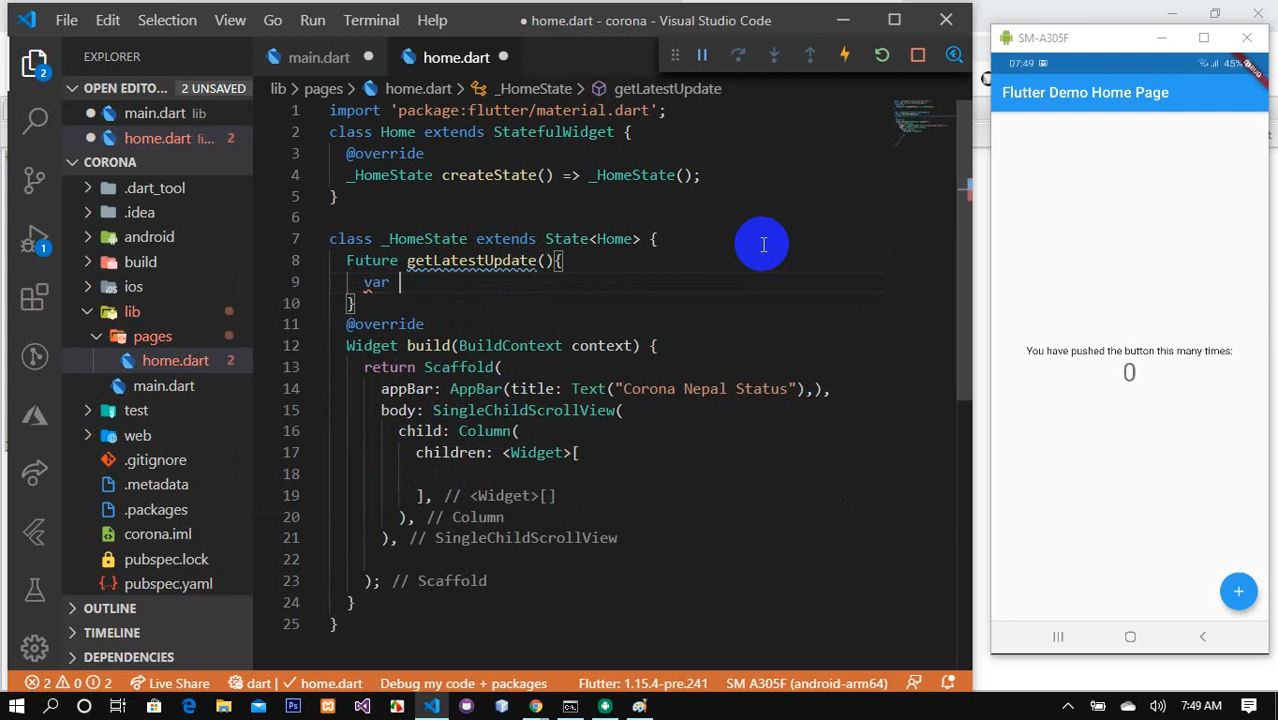 File Edit Selection View Go Run Terminal Help
● home.dart - corona - Visual Studio Code
EXPLORER
OPEN EDITO... 2 UNSAVED
main.dart lib
home.dart li... 2
CORONA
.dart_tool
.idea
android
build
ios
lib
pages
home.dart 2
main.dart
test
web
.gitignore
.metadata
.packages
corona.iml
pubspec.lock
pubspec.yaml
OUTLINE
TIMELINE
DEPENDENCIES
2
1
main.dart ● home.dart ●
lib > pages > home.dart > _HomeState > getLatestUpdate
1 import 'package:flutter/material.dart';
2 class Home extends StatefulWidget {
3 @override
4 _HomeState createState() => _HomeState();
5 }
6
7 class _HomeState extends State<Home> {
8 Future getLatestUpdate(){
9 var
10 }
11 @override
12 Widget build(BuildContext context) {
13 return Scaffold(
14 appBar: AppBar(title: Text("Corona Nepal Status"),),
15 body: SingleChildScrollView(
16 child: Column(
17 children: <Widget>[
18
19 ], // <Widget>[]
20 ), // Column
21 ), // SingleChildScrollView
22
23 ); // Scaffold
24 }
25 }
2 0 2 Live Share dart | ✓ home.dart Debug my code + packages Flutter: 1.15.4-pre.241 SM A305F (android-arm64)
SM-A305F
07:49 45%
DEBUG
Flutter Demo Home Page
You have pushed the button this many times:
0
+
7:49 AM